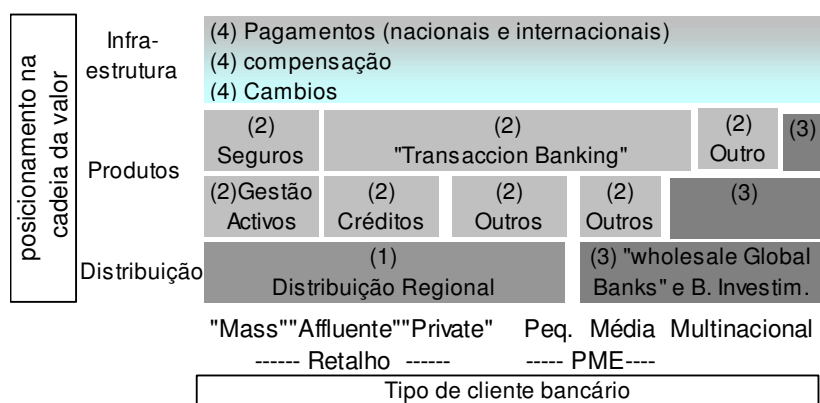 posicionamento na
cadeia da valor
Infra-
estrutura
(4) Pagamentos (nacionais e internacionais)
(4) compensação
(4) Cambios
Produtos
(2)
Seguros
(2)
"Transaccion Banking"
(2)
Outro
(3)
(2)Gestão
Activos
(2)
Créditos
(2)
Outros
(2)
Outros
(3)
Distribuição
(1)
Distribuição Regional
(3) "wholesale Global
Banks" e B. Investim.
"Mass""Affluente""Private" Peq. Média Multinacional
------ Retalho ------ ----- PME----
Tipo de cliente bancário